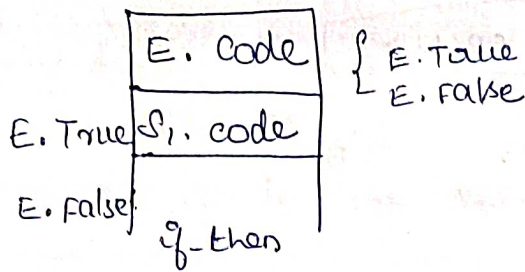 E. Code
{ E. True
E. False
E. True S₁. code
E. False
if-then